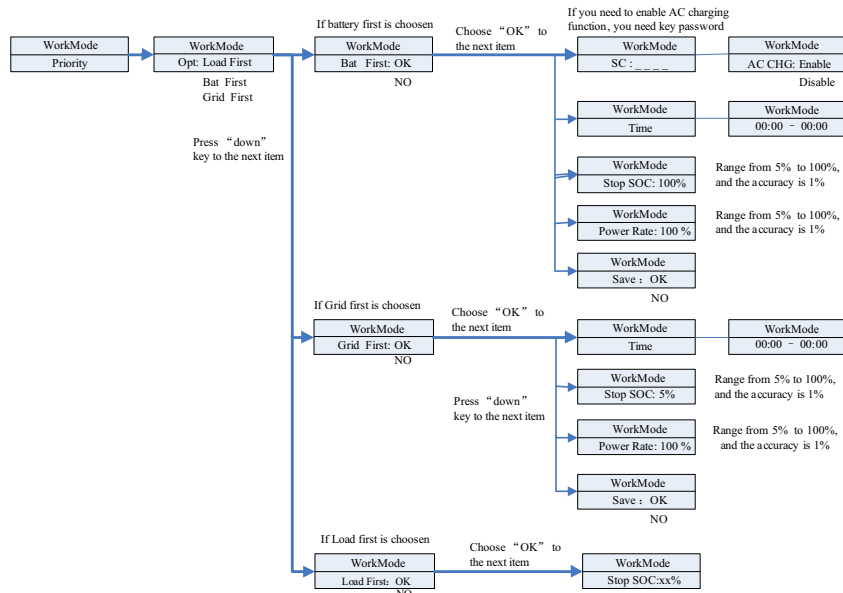 If battery first is choosen
Choose “OK” to
the next item
If you need to enable AC charging
function, you need key password
WorkMode
Priority
WorkMode
Opt: Load First
Bat First
Grid First
WorkMode
Bat First: OK
NO
WorkMode
SC : _ _ _ _
WorkMode
AC CHG: Enable
Disable
Press “down”
key to the next item
WorkMode
Time
WorkMode
00:00 - 00:00
WorkMode
Stop SOC: 100%
Range from 5% to 100%,
and the accuracy is 1%
WorkMode
Power Rate: 100 %
Range from 5% to 100%,
and the accuracy is 1%
WorkMode
Save : OK
NO
If Grid first is choosen
Choose “OK” to
the next item
WorkMode
Grid First: OK
NO
WorkMode
Time
WorkMode
00:00 - 00:00
Press “down”
key to the next item
WorkMode
Stop SOC: 5%
Range from 5% to 100%,
and the accuracy is 1%
WorkMode
Power Rate: 100 %
Range from 5% to 100%,
and the accuracy is 1%
WorkMode
Save : OK
NO
If Load first is choosen
Choose “OK” to
the next item
WorkMode
Load First: OK
NO
WorkMode
Stop SOC:xx%